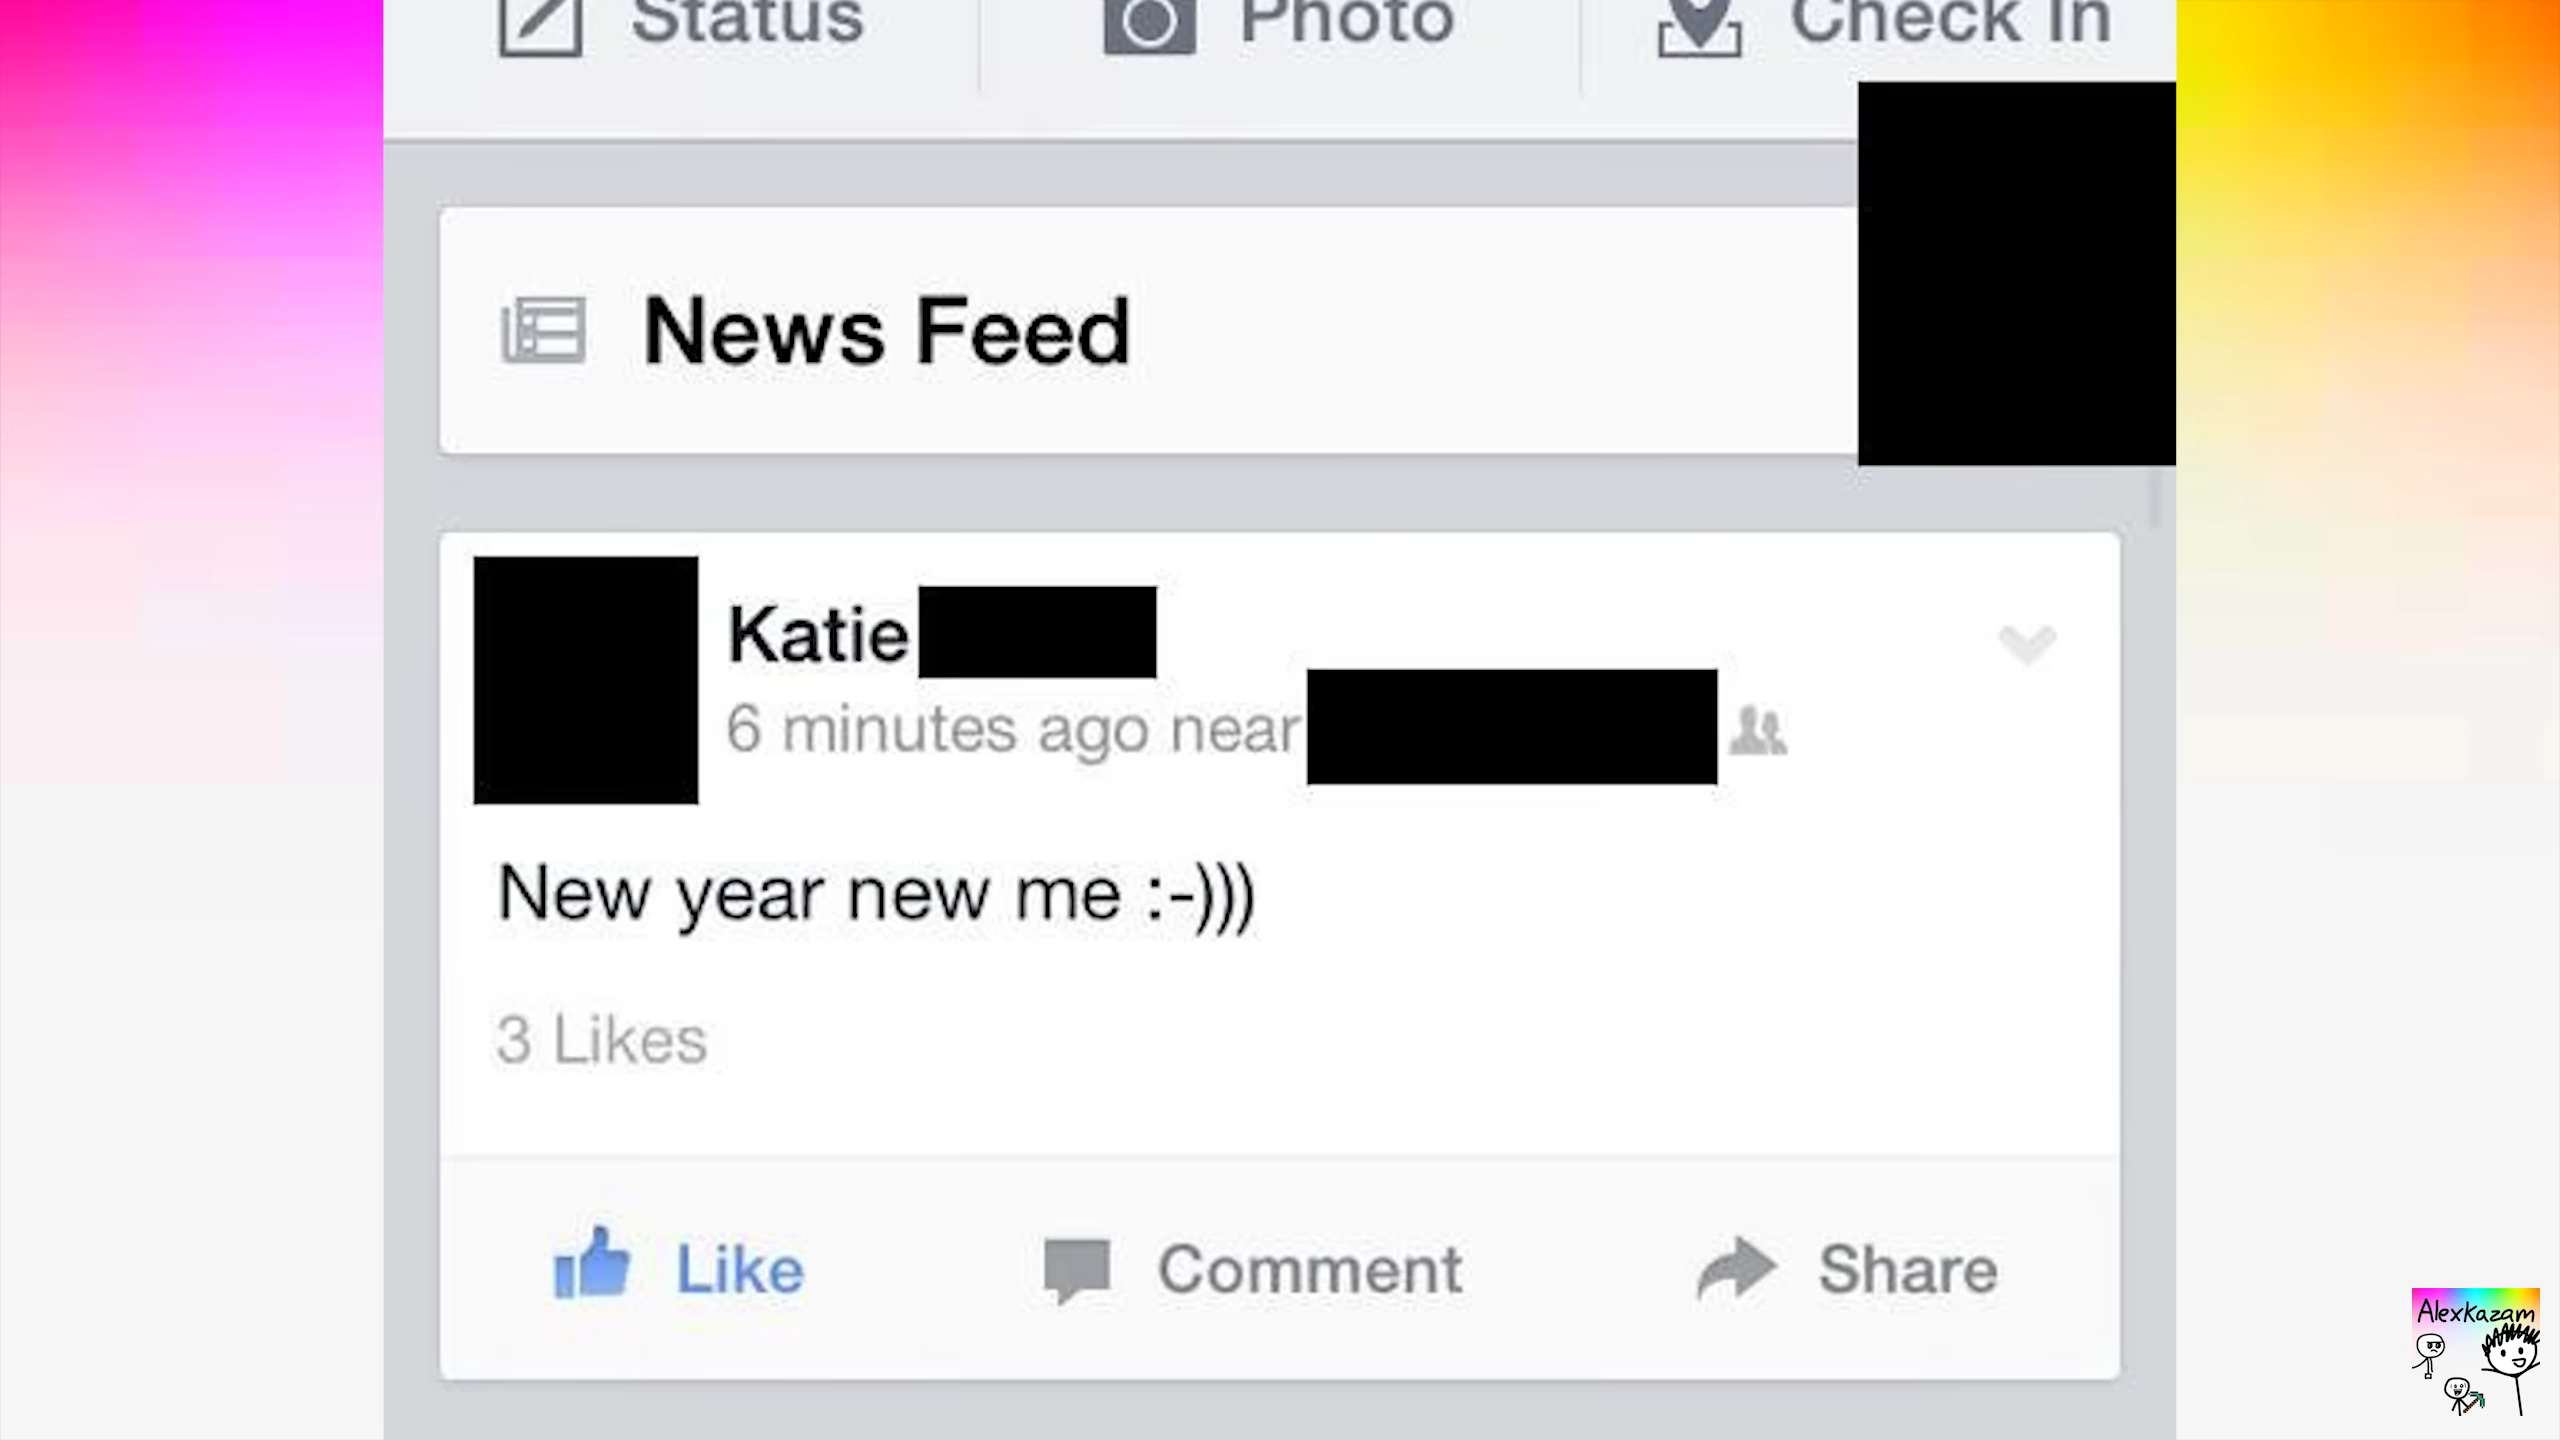 Status Photo Check In
News Feed
Katie
6 minutes ago near
New year new me :-)))
3 Likes
Like Comment Share
AlexKazam